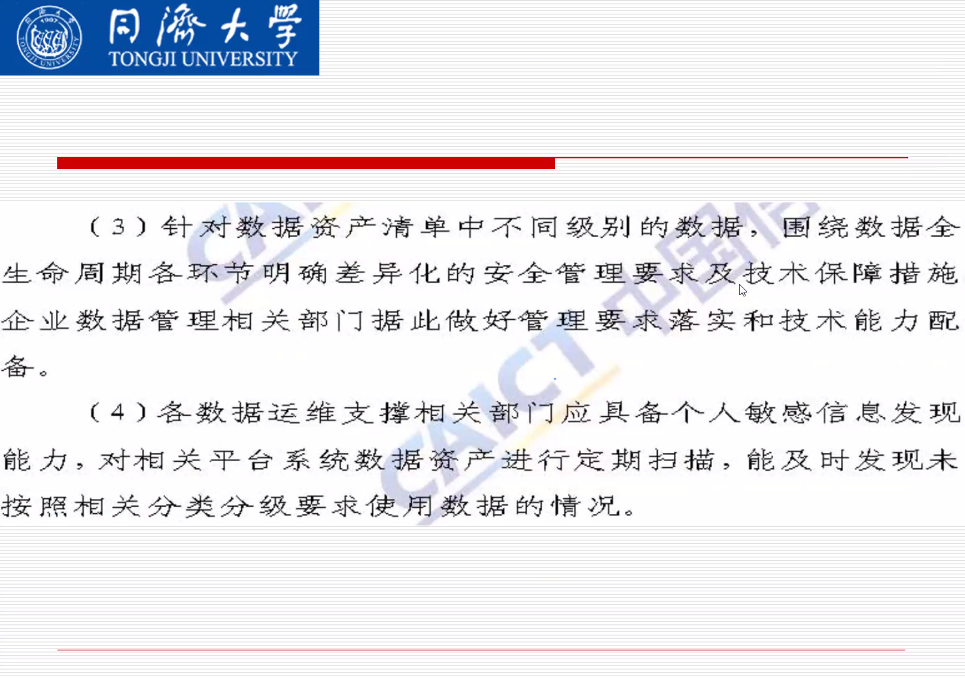 同濟大學
TONGJI UNIVERSITY
（3）针对数据资产清单中不同级别的数据，围绕数据全
生命周期各环节明确差异化的安全管理要求及技术保障措施
企业数据管理相关部门据此做好管理要求落实和技术能力配
备。
（4）各数据运维支撑相关部门应具备个人敏感信息发现
能力，对相关平台系统数据资产进行定期扫描，能及时发现未
按照相关分类分级要求使用数据的情况。
CAICT 中国信